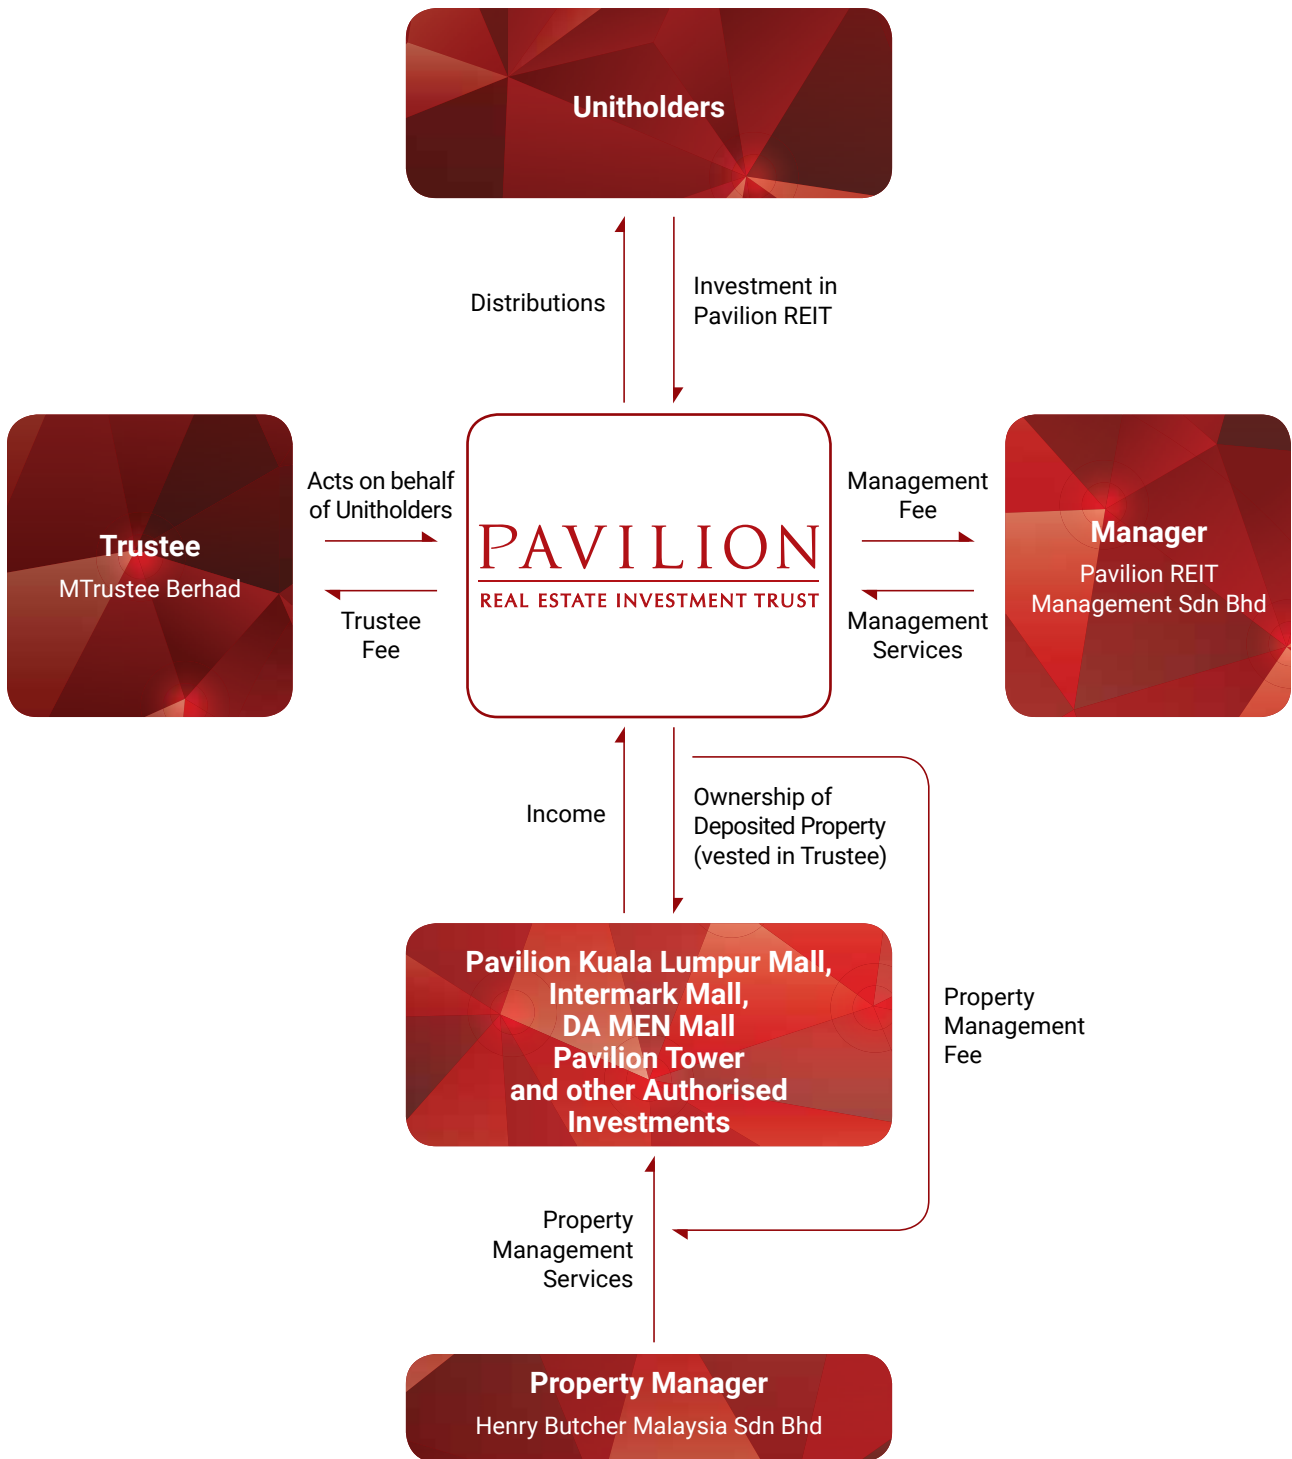 Unitholders
Distributions
Investment in
Pavilion REIT
Trustee
MTrustee Berhad
Acts on behalf
of Unitholders
Trustee
Fee
PAVILION
REAL ESTATE INVESTMENT TRUST
Management
Fee
Management
Services
Manager
Pavilion REIT
Management Sdn Bhd
Income
Ownership of
Deposited Property
(vested in Trustee)
Pavilion Kuala Lumpur Mall,
Intermark Mall,
DA MEN Mall
Pavilion Tower
and other Authorised
Investments
Property
Management
Fee
Property
Management
Services
Property Manager
Henry Butcher Malaysia Sdn Bhd